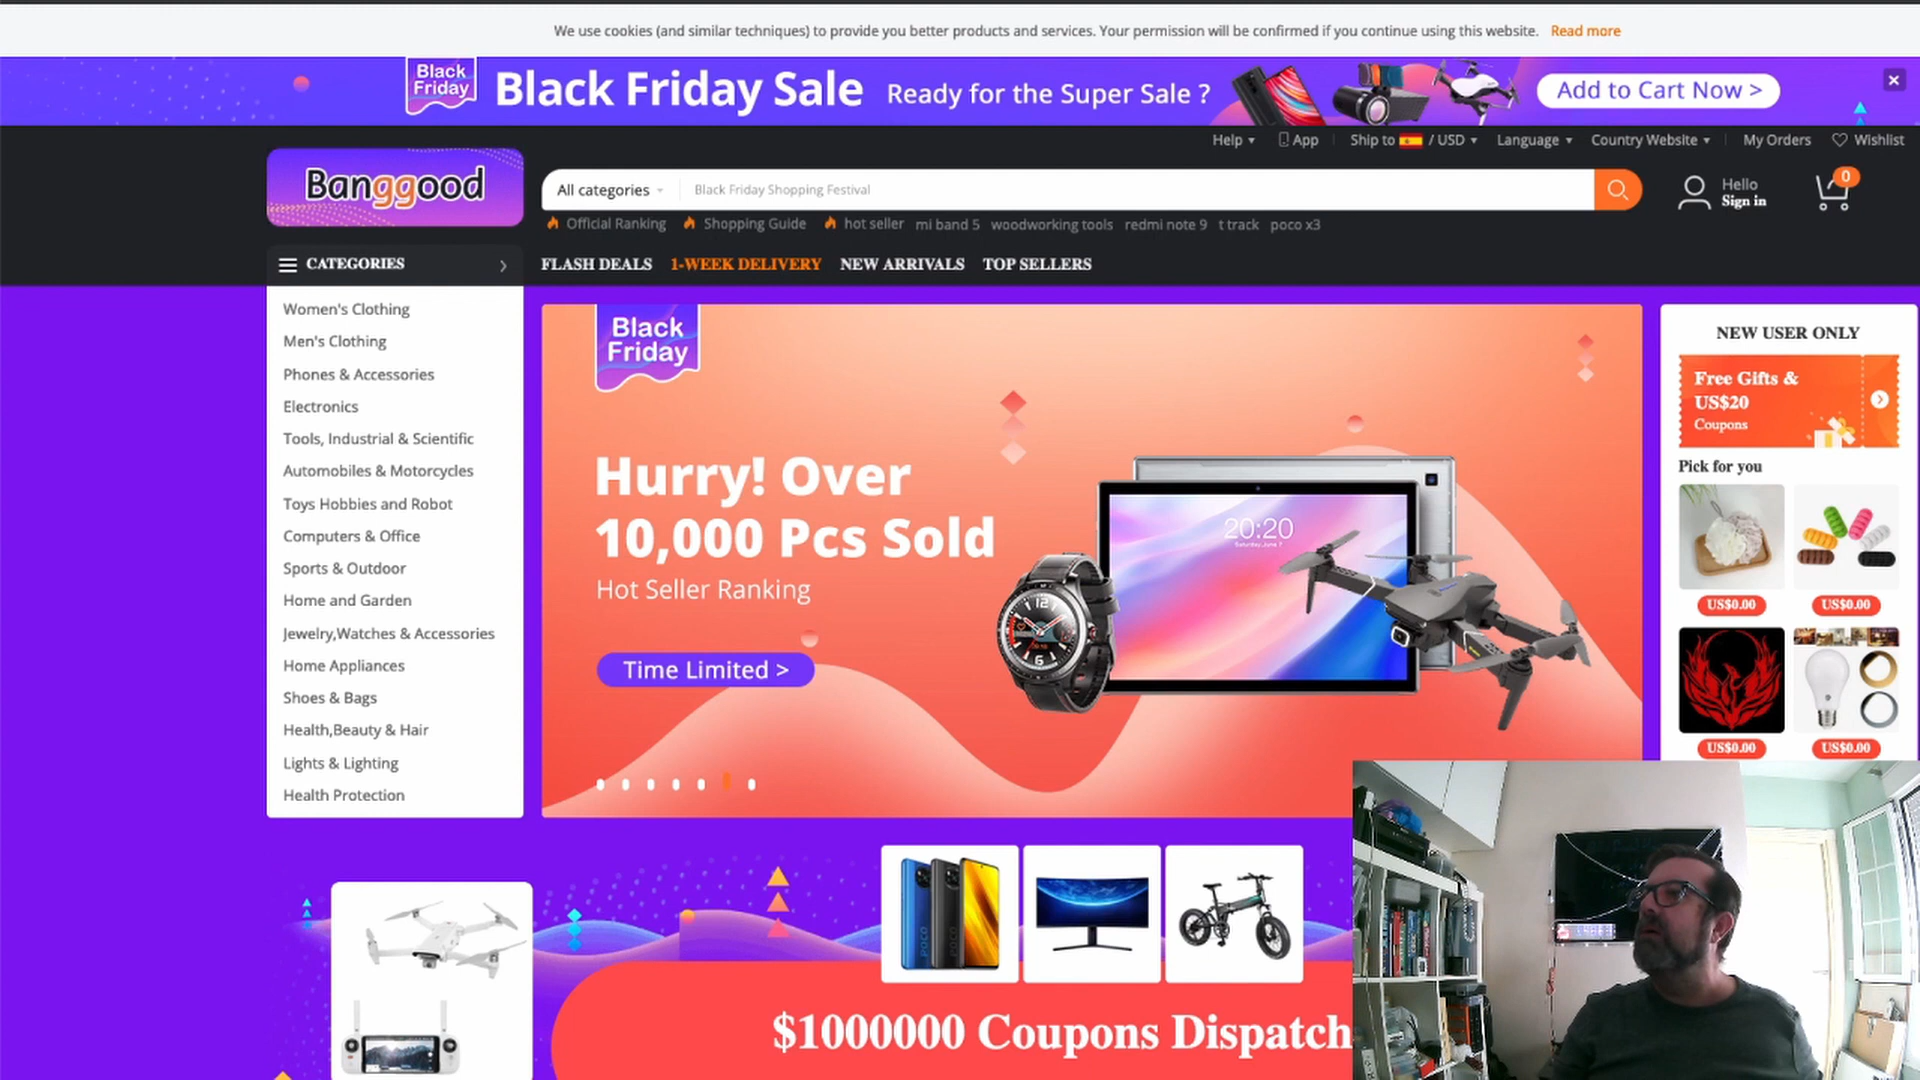 We use cookies (and similar techniques) to provide you better products and services. Your permission will be confirmed if you continue using this website. Read more
Black Friday
Black Friday Sale Ready for the Super Sale ? Add to Cart Now >
Help App Ship to / USD Language Country Website My Orders Wishlist
Banggood
All categories Black Friday Shopping Festival
Hello
Sign in
0
Official Ranking Shopping Guide hot seller mi band 5 woodworking tools redmi note 9 t track poco x3
CATEGORIES
FLASH DEALS 1-WEEK DELIVERY NEW ARRIVALS TOP SELLERS
Women's Clothing
Men's Clothing
Phones & Accessories
Electronics
Tools, Industrial & Scientific
Automobiles & Motorcycles
Toys Hobbies and Robot
Computers & Office
Sports & Outdoor
Home and Garden
Jewelry,Watches & Accessories
Home Appliances
Shoes & Bags
Health,Beauty & Hair
Lights & Lighting
Health Protection
Black
Friday
Hurry! Over
10,000 Pcs Sold
Hot Seller Ranking
Time Limited >
20:20
12
6
NEW USER ONLY
Free Gifts &
US$20
Coupons
Pick for you
US$0.00 US$0.00
US$0.00 US$0.00
POCO POCO
$1000000 Coupons Dispatch